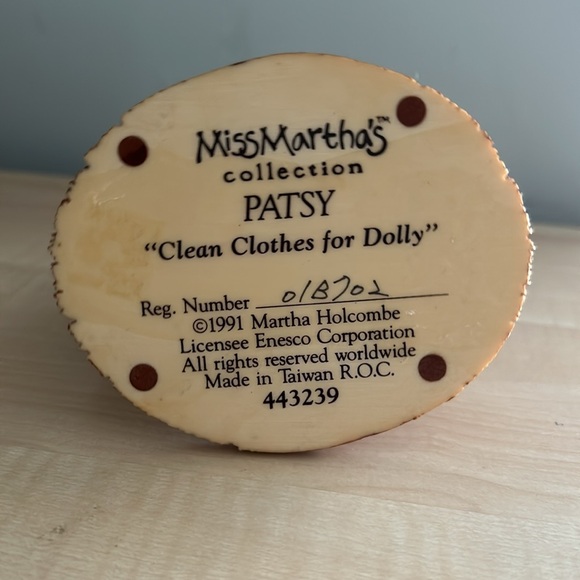 MissMartha's™
collection
PATSY
“Clean Clothes for Dolly”
Reg. Number 01B702
©1991 Martha Holcombe
Licensee Enesco Corporation
All rights reserved worldwide
Made in Taiwan R.O.C.
443239